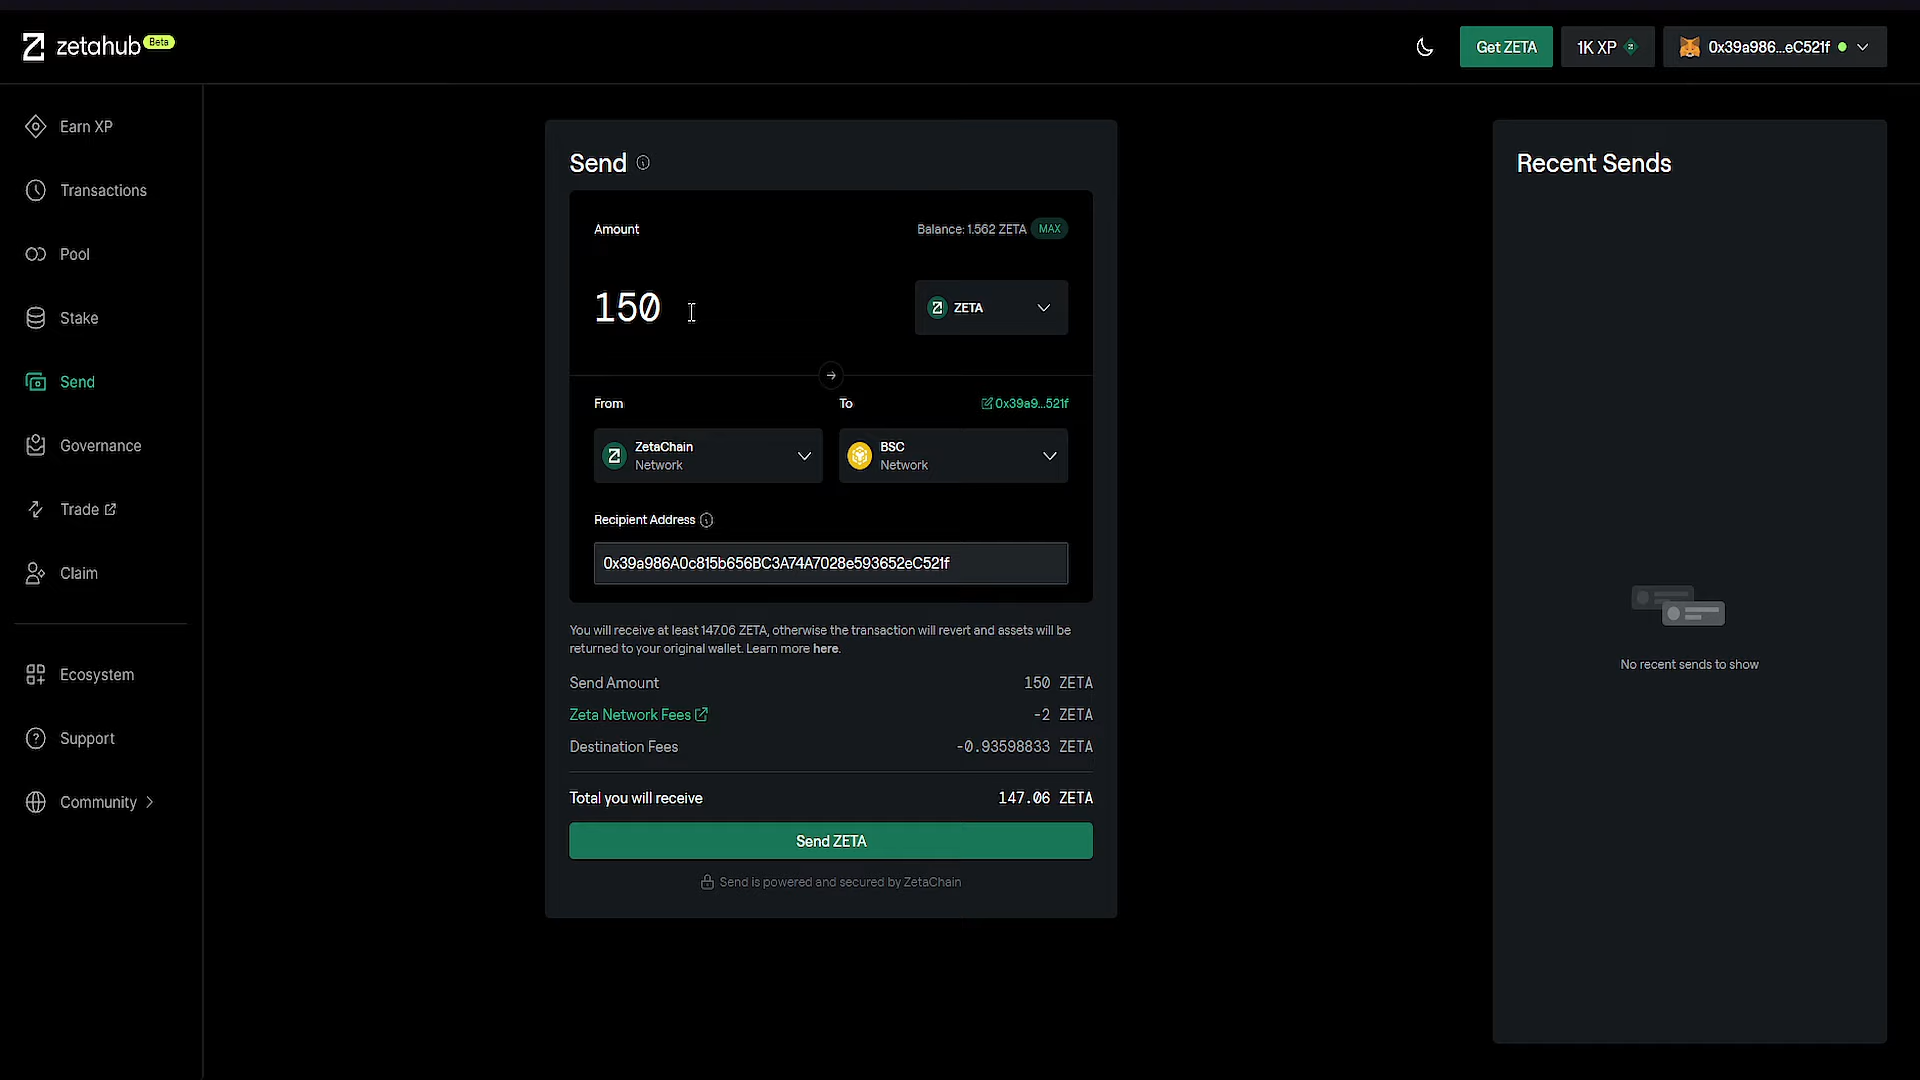 zetahub Beta
Get ZETA
1K XP
0x39a986...eC521f
Earn XP
Transactions
Pool
Stake
Send
Governance
Trade
Claim
Ecosystem
Support
Community
Send
Amount
Balance: 1.562 ZETA MAX
150
ZETA
From
To
0x39a9...521f
ZetaChain
Network
BSC
Network
Recipient Address
0x39a986A0c815b656BC3A74A7028e593652eC521f
You will receive at least 147.06 ZETA, otherwise the transaction will revert and assets will be
returned to your original wallet. Learn more here.
Send Amount 150 ZETA
Zeta Network Fees -2 ZETA
Destination Fees -0.93598833 ZETA
Total you will receive 147.06 ZETA
Send ZETA
Send is powered and secured by ZetaChain
Recent Sends
No recent sends to show